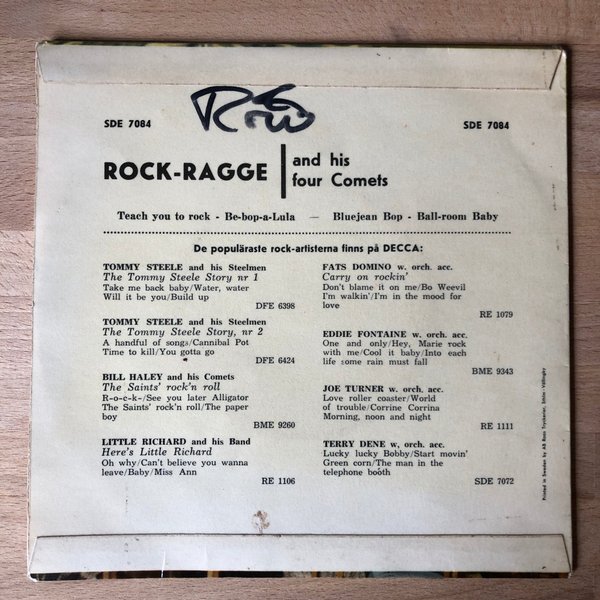 SDE 7084
SDE 7084
ROCK-RAGGE
and his
four Comets
Teach you to rock - Be-bop-a-Lula — Bluejean Bop - Ball-room Baby
De populäraste rock-artisterna finns på DECCA:
TOMMY STEELE and his Steelmen
The Tommy Steele Story nr 1
Take me back baby/Water, water
Will it be you/Build up
DFE 6398
TOMMY STEELE and his Steelmen
The Tommy Steele Story, nr 2
A handful of songs/Cannibal Pot
Time to kill/You gotta go
DFE 6424
BILL HALEY and his Comets
The Saints' rock'n roll
R-o-c-k-/See you later Alligator
The Saints' rock'n roll/The paper
boy
BME 9260
LITTLE RICHARD and his Band
Here's Little Richard
Oh why/Can't believe you wanna
leave/Baby/Miss Ann
RE 1106
FATS DOMINO w. orch. acc.
Carry on rockin'
Don't blame it on me/Bo Weevil
I'm walkin'/I'm in the mood for
love
RE 1079
EDDIE FONTAINE w. orch. acc.
One and only/Hey, Marie rock
with me/Cool it baby/Into each
life some rain must fall
BME 9343
JOE TURNER w. orch. acc.
Love roller coaster/World
of trouble/Corrine Corrina
Morning, noon and night
RE 1111
TERRY DENE w. orch. acc.
Lucky lucky Bobby/Start movin'
Green corn/The man in the
telephone booth
SDE 7072
Printed in Sweden by AB Rosa Tryckerier,